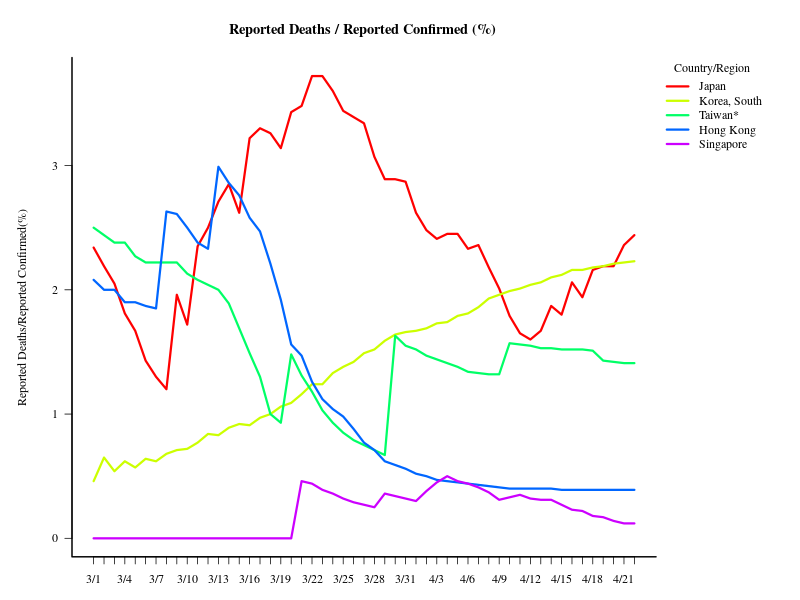 Reported Deaths / Reported Confirmed (%)
Country/Region
Japan
Korea, South
Taiwan*
Hong Kong
Singapore
Reported Deaths/Reported Confirmed(%)
3
2
1
0
3/1 3/4 3/7 3/10 3/13 3/16 3/19 3/22 3/25 3/28 3/31 4/3 4/6 4/9 4/12 4/15 4/18 4/21